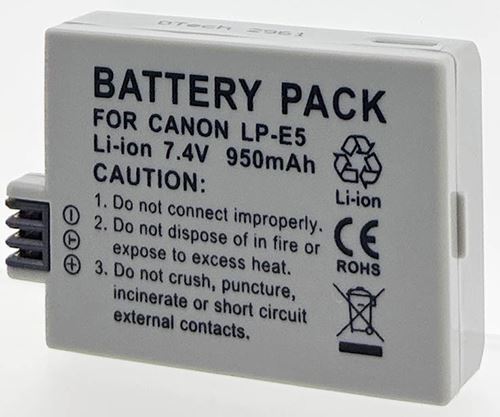 DTech 2961
BATTERY PACK
FOR CANON LP-E5
Li-ion 7.4V 950mAh
CAUTION:
1. Do not connect improperly.
2. Do not dispose of in fire or
expose to excess heat.
3. Do not crush, puncture,
incinerate or short circuit
external contacts.
Li-ion
CE
ROHS